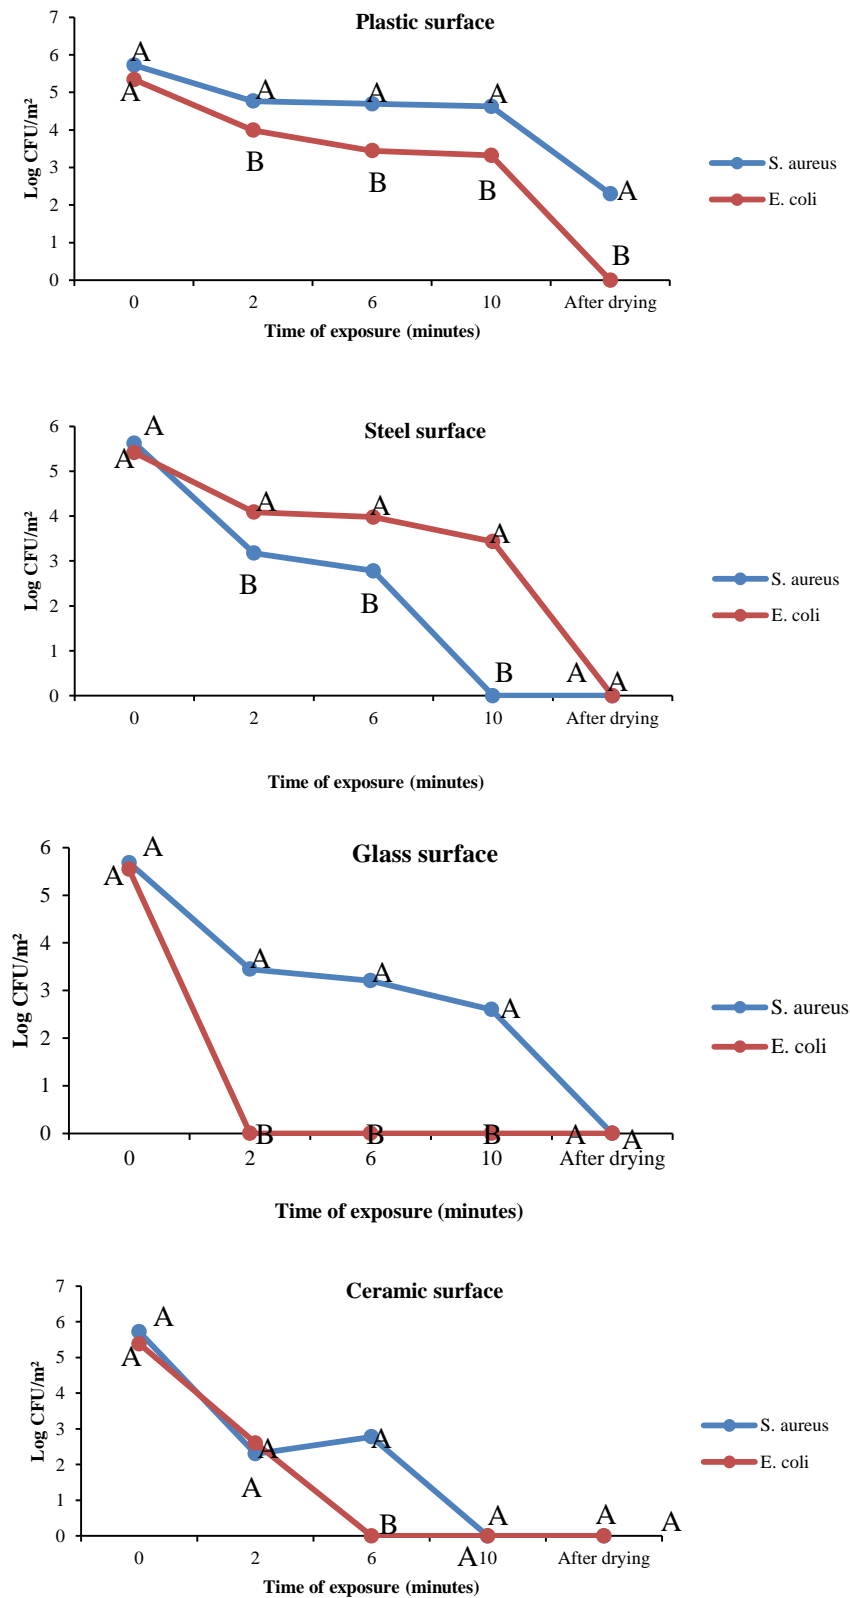 Plastic surface
7
6
5
4
3
2
1
0
Log CFU/m²
A
A
A
A
A
A
B
B
B
B
0
2
6
10
After drying
Time of exposure (minutes)
S. aureus
E. coli
Steel surface
6
5
4
3
2
1
0
Log CFU/m²
A
A
A
A
A
B
B
B
A
A
0
2
6
10
After drying
Time of exposure (minutes)
S. aureus
E. coli
Glass surface
6
5
4
3
2
1
0
Log CFU/m²
A
A
A
A
A
B
B
B
A
A
0
2
6
10
After drying
Time of exposure (minutes)
S. aureus
E. coli
Ceramic surface
7
6
5
4
3
2
1
0
Log CFU/m²
A
A
A
A
A
B
A
A
A
A
0
2
6
10
After drying
Time of exposure (minutes)
S. aureus
E. coli